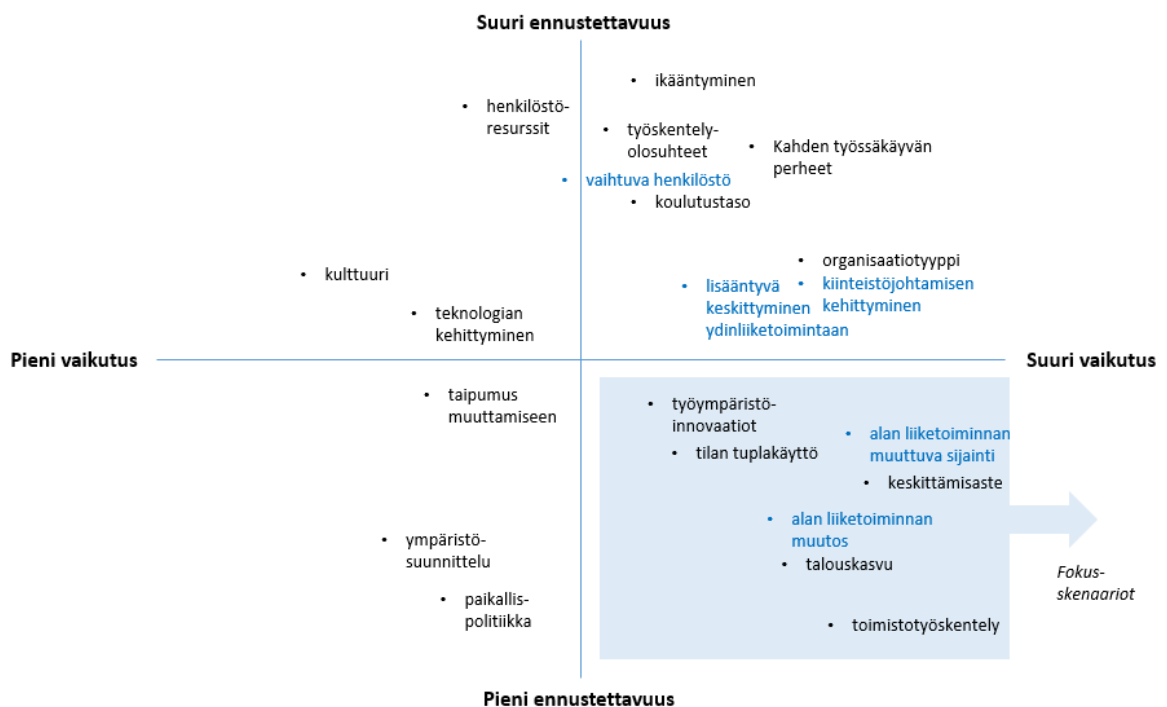 Suuri ennustettavuus
• ikääntyminen
• henkilöstö-
resurssit
• työskentely-
olosuhteet
• Kahden työssäkäyvän
perheet
• vaihtuva henkilöstö
• koulutustaso
• kulttuuri
• organisaatiotyyppi
• lisääntyvä
keskittyminen
ydinliiketoimintaan
• kiinteistöjohtamisen
kehittyminen
• teknologian
kehittyminen
Pieni vaikutus
Suuri vaikutus
• taipumus
muuttamiseen
• työympäristö-
innovaatiot
• alan liiketoiminnan
muuttuva sijainti
• tilan tuplakäyttö
• keskittämisaste
• alan liiketoiminnan
muutos
• ympäristö-
suunnittelu
• talouskasvu
Fokus-
skenaariot
• paikallis-
politiikka
• toimistotyöskentely
Pieni ennustettavuus